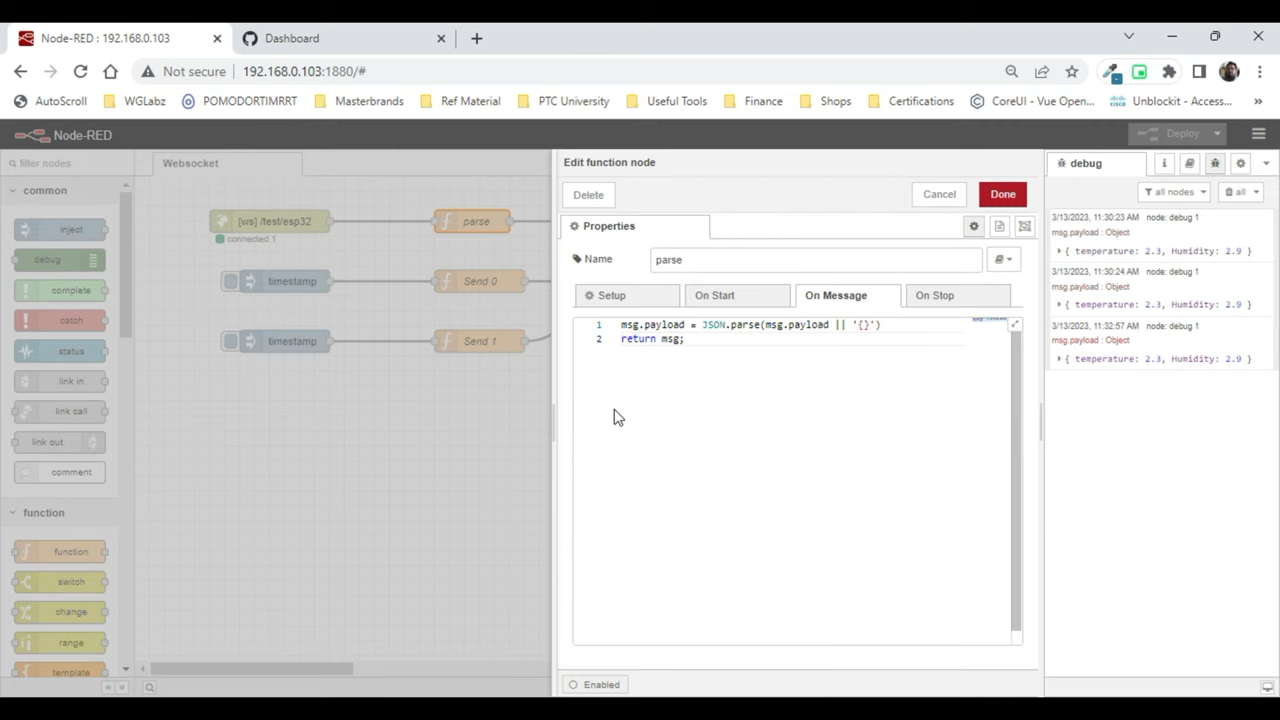 Node-RED : 192.168.0.103
Dashboard
Not secure
192.168.0.103:1880/#
AutoScroll
WGLabz
POMODORTIMRRT
Masterbrands
Ref Material
PTC University
Useful Tools
Finance
Shops
Certifications
CoreUI - Vue Open...
Unblockit - Access...
»
Node-RED
Deploy
filter nodes
Websocket
Edit function node
debug
i
common
Delete
Cancel
Done
all nodes
all
inject
[ws] /test/esp32
parse
Properties
connected 1
debug
Name
parse
complete
timestamp
Send 0
Setup
On Start
On Message
On Stop
catch
1 msg.payload = JSON.parse(msg.payload || '{}')
2 return msg;
status
timestamp
Send 1
link in
link call
link out
comment
function
function
switch
change
range
template
Enabled
3/13/2023, 11:30:23 AM node: debug 1
msg.payload : Object
{ temperature: 2.3, Humidity: 2.9 }
3/13/2023, 11:30:24 AM node: debug 1
msg.payload : Object
{ temperature: 2.3, Humidity: 2.9 }
3/13/2023, 11:32:57 AM node: debug 1
msg.payload : Object
{ temperature: 2.3, Humidity: 2.9 }